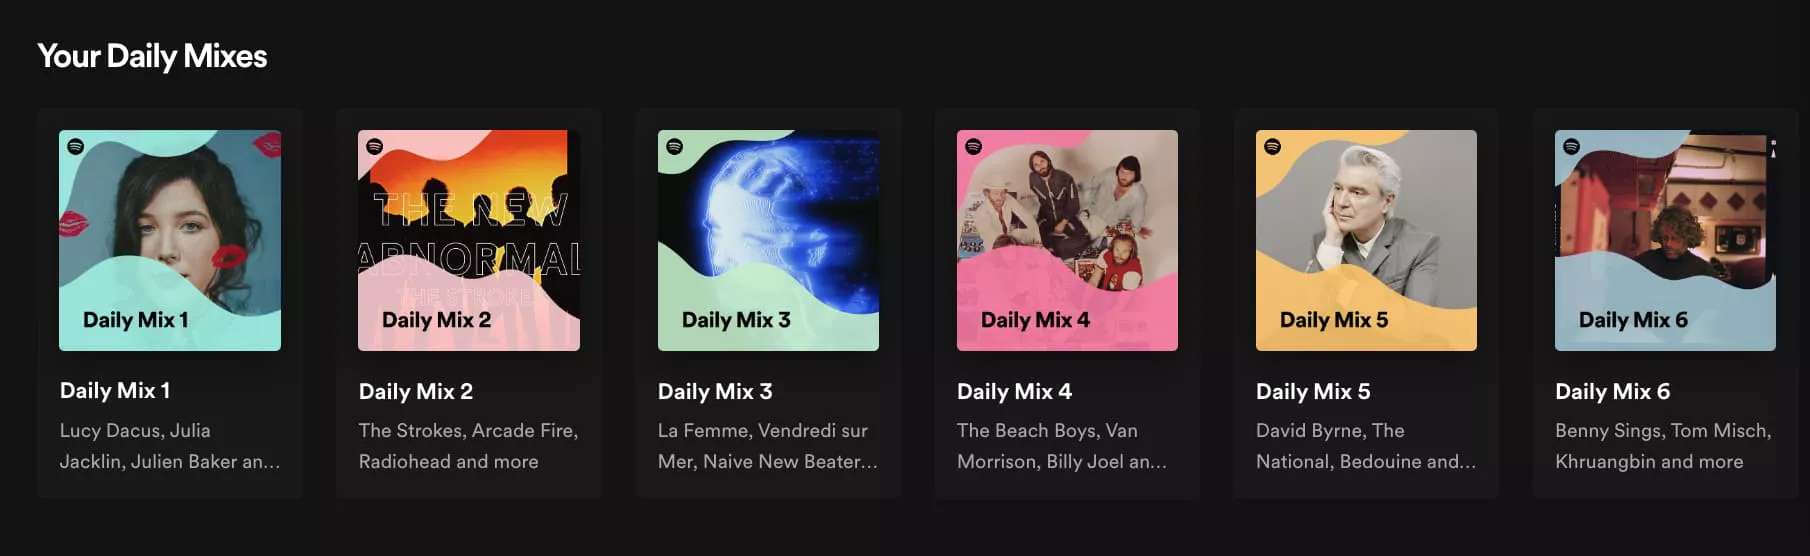 Your Daily Mixes
Daily Mix 1
Daily Mix 1
Lucy Dacus, Julia
Jacklin, Julien Baker an...
THE NEW
ABNORMAL
THE STROKE
Daily Mix 2
Daily Mix 2
The Strokes, Arcade Fire,
Radiohead and more
Daily Mix 3
Daily Mix 3
La Femme, Vendredi sur
Mer, Naive New Beater...
Daily Mix 4
Daily Mix 4
The Beach Boys, Van
Morrison, Billy Joel an...
Daily Mix 5
Daily Mix 5
David Byrne, The
National, Bedouine and...
Daily Mix 6
Daily Mix 6
Benny Sings, Tom Misch,
Khruangbin and more